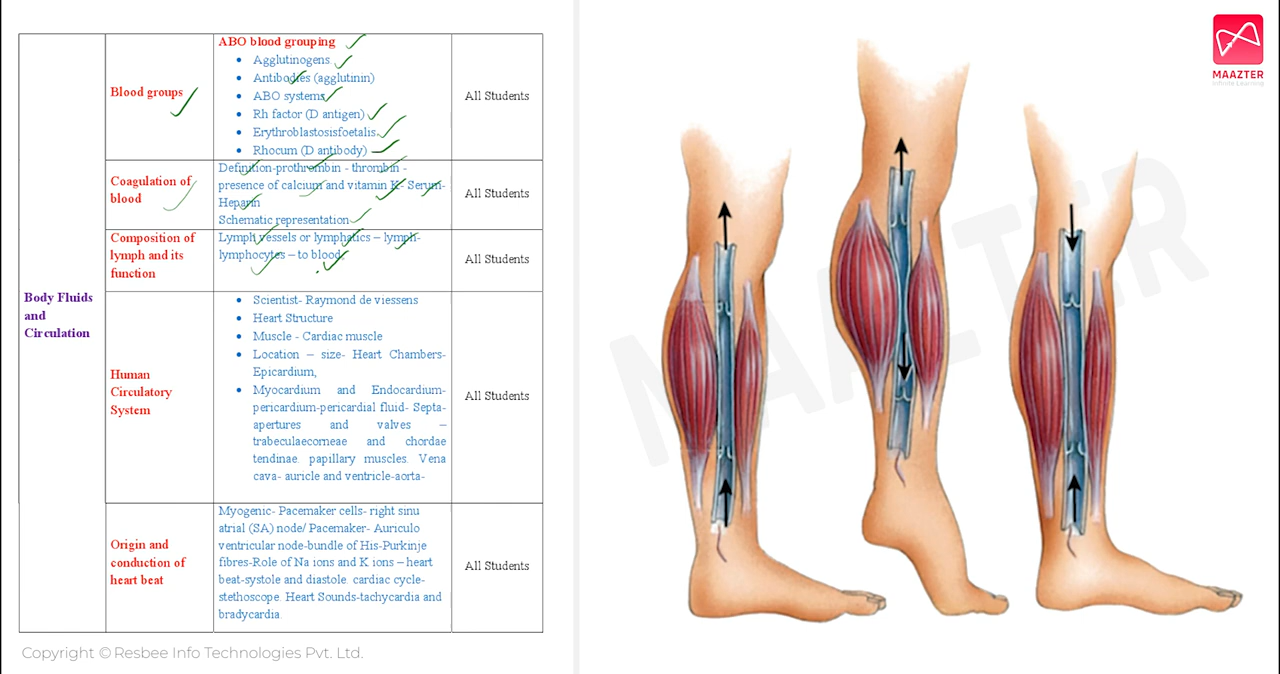 ABO blood grouping
Agglutinogens
Blood groups
Antibodies (agglutinin)
ABO systems
All Students
Rh factor (D antigen)
Erythroblastosisfoetalis
Rhocum (D antibody)
Coagulation of
blood
Definition-prothrombin - thrombin -
presence of calcium and vitamin K- Serum-
Heparin
Schematic representation
All Students
Composition of
lymph and its
function
Lymph vessels or lymphatics – lymph-
lymphocytes – to blood.
All Students
Body Fluids
and
Circulation
Human
Circulatory
System
Scientist- Raymond de viessens
Heart Structure
Muscle - Cardiac muscle
Location – size- Heart Chambers-
Epicardium,
Myocardium and Endocardium-
pericardium-pericardial fluid- Septa-
apertures and valves –
trabeculaecorneae and chordae
tendinae. papillary muscles. Vena
cava- auricle and ventricle-aorta-
All Students
Origin and
conduction of
heart beat
Myogenic- Pacemaker cells- right sinu
atrial (SA) node/ Pacemaker- Auriculo
ventricular node-bundle of His-Purkinje
fibres-Role of Na ions and K ions – heart
beat-systole and diastole. cardiac cycle-
stethoscope. Heart Sounds-tachycardia and
bradycardia.
All Students
Copyright © Resbee Info Technologies Pvt. Ltd.
MAAZTER
Infinite Learning
MAAZTER